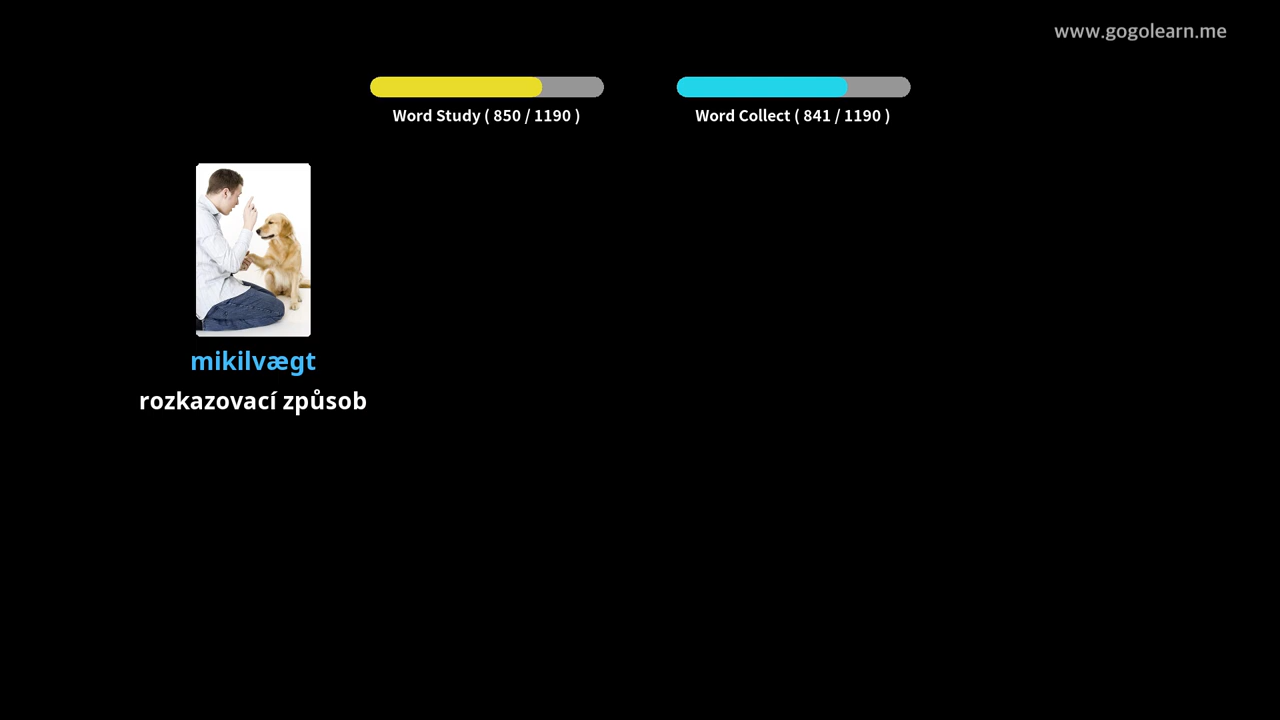 www.gogolearn.me
Word Study ( 850 / 1190 )
Word Collect ( 841 / 1190 )
mikilvægt
rozkazovací způsob